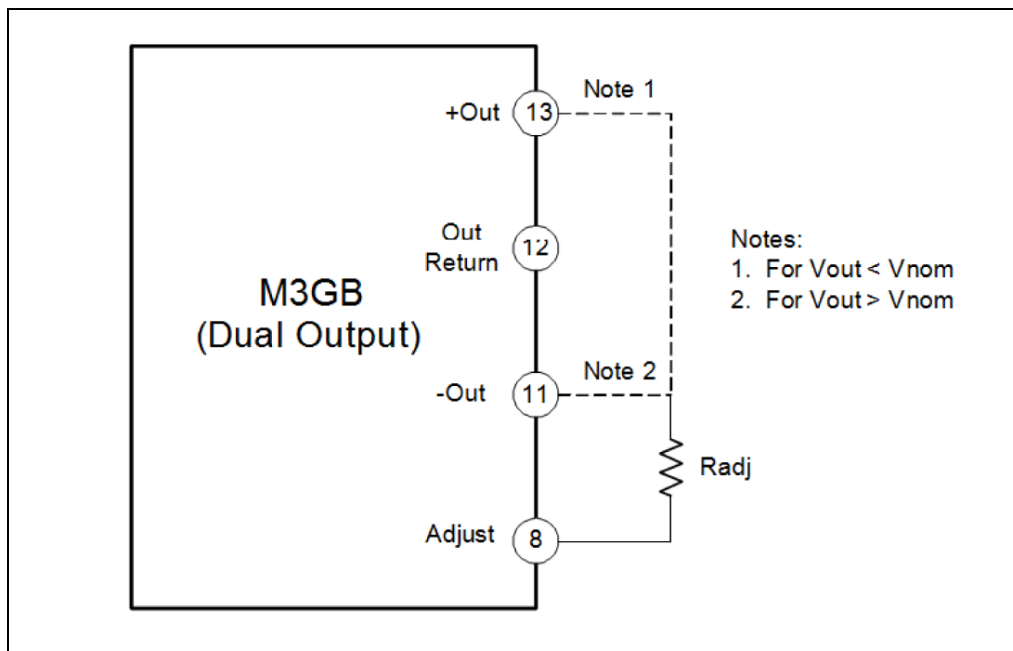 Note 1
+Out
13
Out
Return
12
M3GB
(Dual Output)
Notes:
1. For Vout < Vnom
2. For Vout > Vnom
Note 2
-Out
11
Radj
Adjust
8